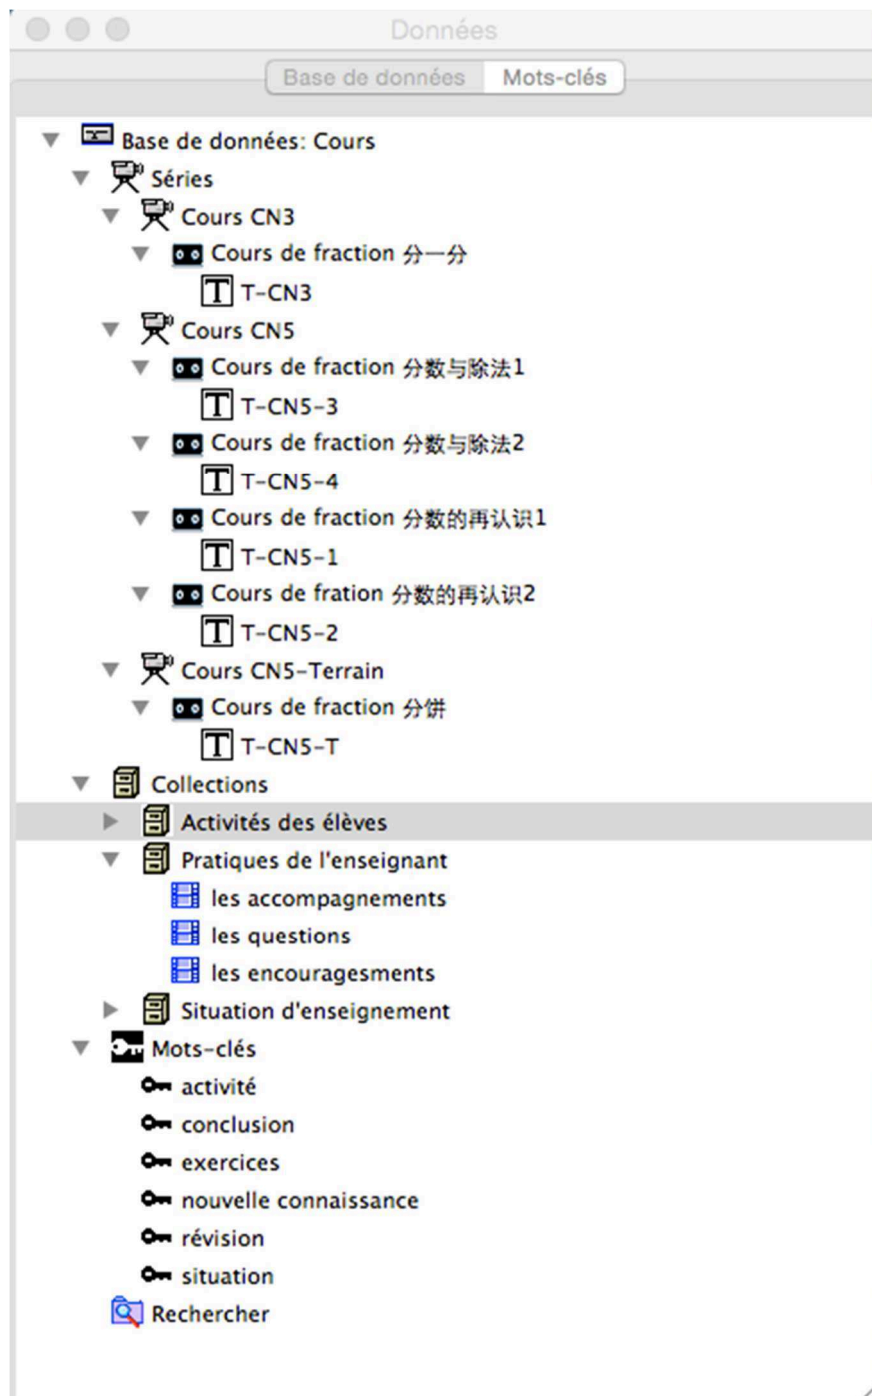 Données
Base de données Mots-clés
Base de données: Cours
Séries
Cours CN3
Cours de fraction 分一分
T-CN3
Cours CN5
Cours de fraction 分数与除法1
T-CN5-3
Cours de fraction 分数与除法2
T-CN5-4
Cours de fraction 分数的再认识1
T-CN5-1
Cours de fration 分数的再认识2
T-CN5-2
Cours CN5-Terrain
Cours de fraction 分饼
T-CN5-T
Collections
Activités des élèves
Pratiques de l'enseignant
les accompagnements
les questions
les encouragesments
Situation d'enseignement
Mots-clés
activité
conclusion
exercices
nouvelle connaissance
révision
situation
Rechercher